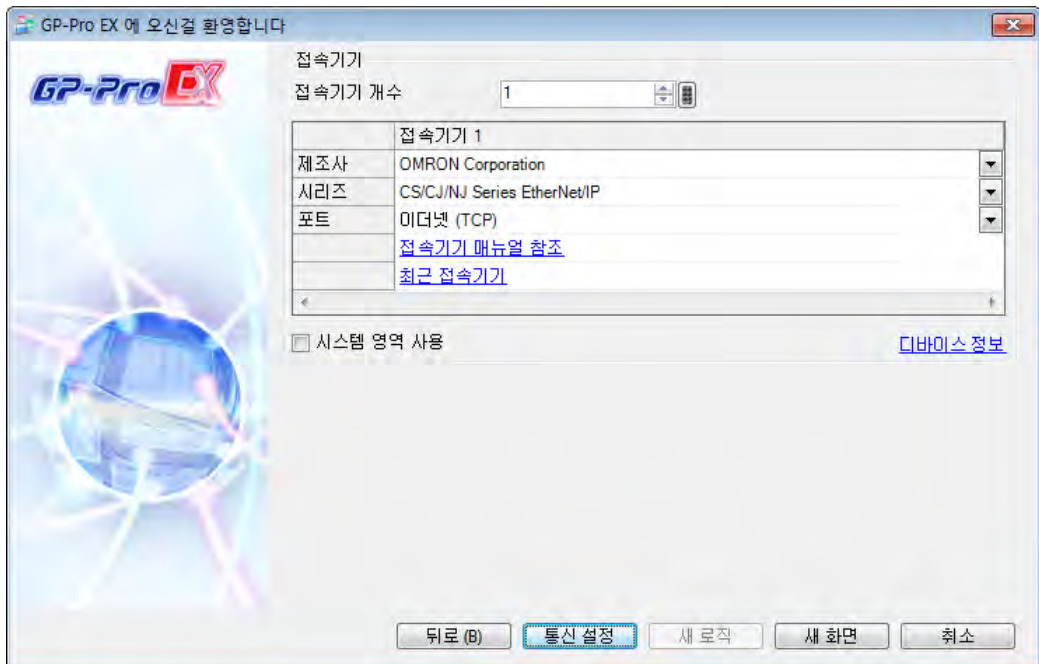 GP-Pro EX 에 오신걸 환영합니다
GP-Pro EX
접속기기
접속기기 개수 1
접속기기 1
제조사 OMRON Corporation
시리즈 CS/CJ/NJ Series EtherNet/IP
포트 이더넷 (TCP)
접속기기 매뉴얼 참조
최근 접속기기
시스템 영역 사용 디바이스 정보
뒤로 (B) 통신 설정 새 로직 새 화면 취소